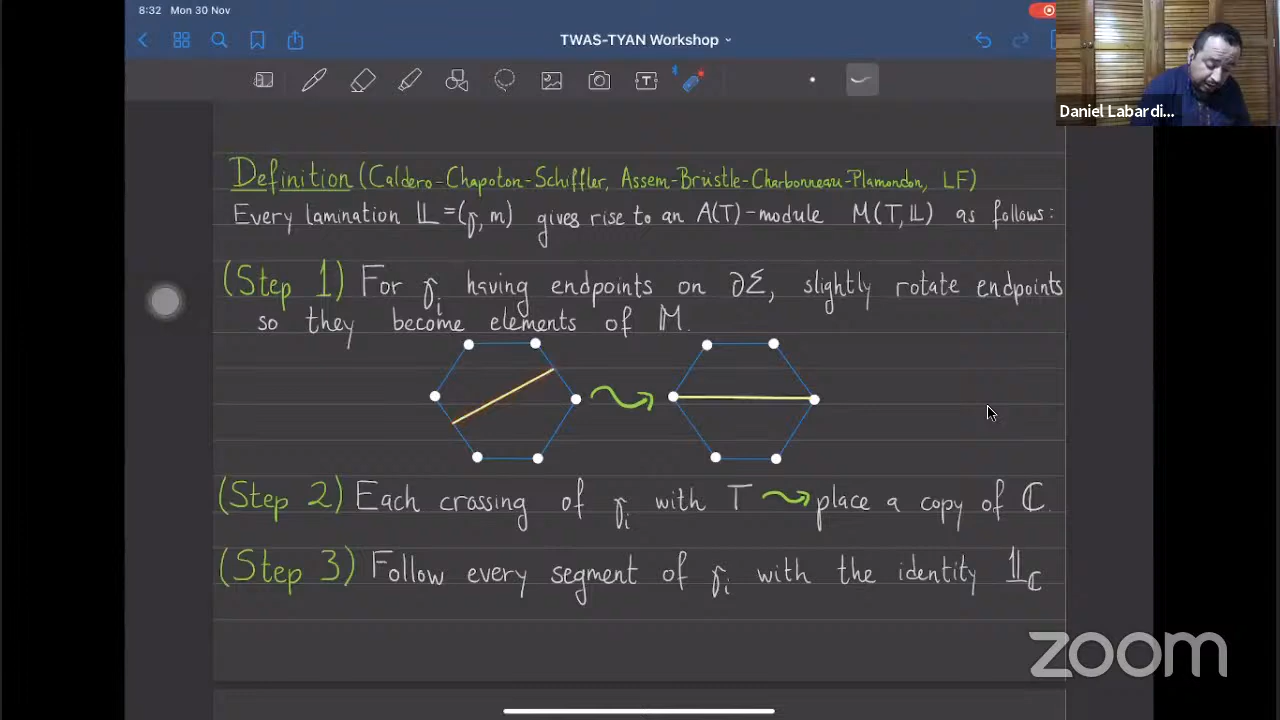 8:32 Mon 30 Nov
TWAS-TYAN Workshop
Daniel Labardi...
Definition (Caldero-Chapoton-Schiffler, Assem-Brüstle-Charbonneau-Plamondon, LF)
Every lamination 𝕃=(γ, m) gives rise to an A(T)-module M(T, 𝕃) as follows:
(Step 1) For γᵢ having endpoints on ∂Σ, slightly rotate endpoints
so they become elements of 𝕄.
(Step 2) Each crossing of γᵢ with T ⇝ place a copy of ℂ.
(Step 3) Follow every segment of γᵢ with the identity 𝟙_ℂ
zoom